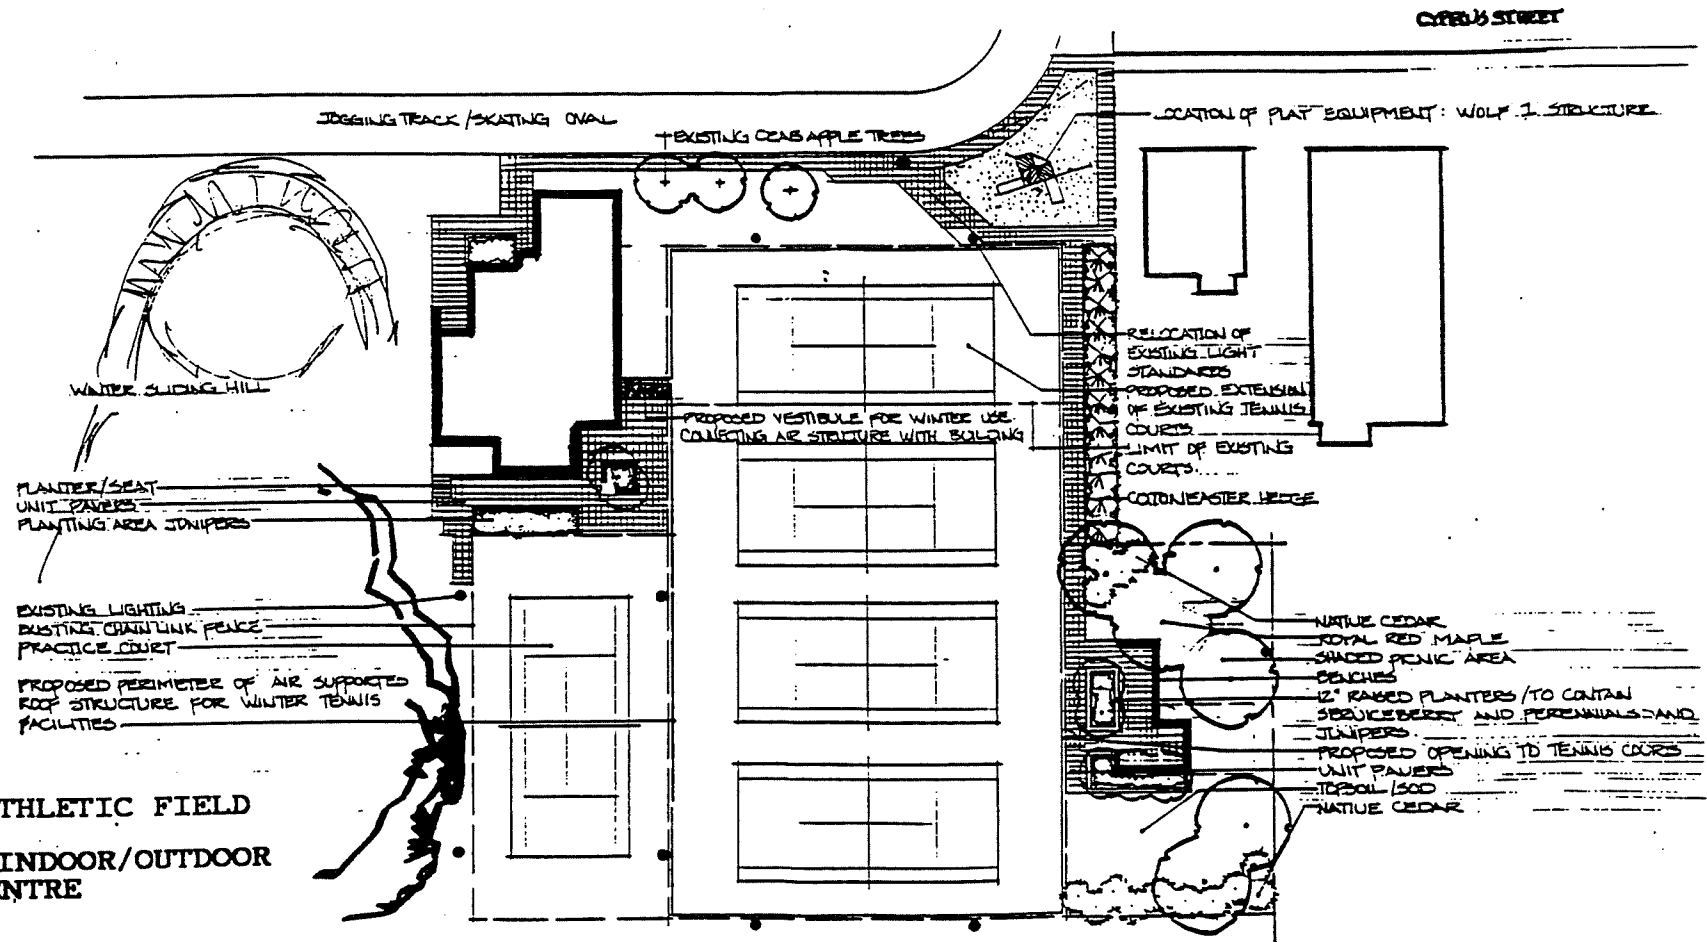 CYPRUS STREET
JOGGING TRACK/SKATING OVAL
EXISTING CRAB APPLE TREES
LOCATION OF PLAY EQUIPMENT: WOLF 1 STRUCTURE
WINTER SLIDING HILL
RELOCATION OF
EXISTING LIGHT
STANDARDS
PROPOSED EXTENSION
OF EXISTING TENNIS
COURTS
LIMIT OF EXISTING
COURTS
COTONEASTER HEDGE
PROPOSED VESTIBULE FOR WINTER USE
CONNECTING AIR STRUCTURE WITH BUILDING
PLANTER/SEAT
UNIT PAVERS
PLANTING AREA JUNIPERS
EXISTING LIGHTING
EXISTING CHAIN LINK FENCE
PRACTICE COURT
PROPOSED PERIMETER OF AIR SUPPORTED
ROOF STRUCTURE FOR WINTER TENNIS
FACILITIES
NATIVE CEDAR
ROYAL RED MAPLE
SHADED PICNIC AREA
BENCHES
12" RAISED PLANTERS/TO CONTAIN
SERVICEBERRY AND PERENNIALS AND
JUNIPERS
PROPOSED OPENING TO TENNIS COURTS
UNIT PAVERS
TOPSOIL/SOD
NATIVE CEDAR
THLETIC FIELD
INDOOR/OUTDOOR
NTRE